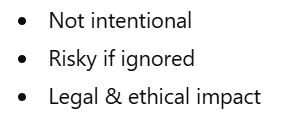 • Not intentional
• Risky if ignored
• Legal & ethical impact